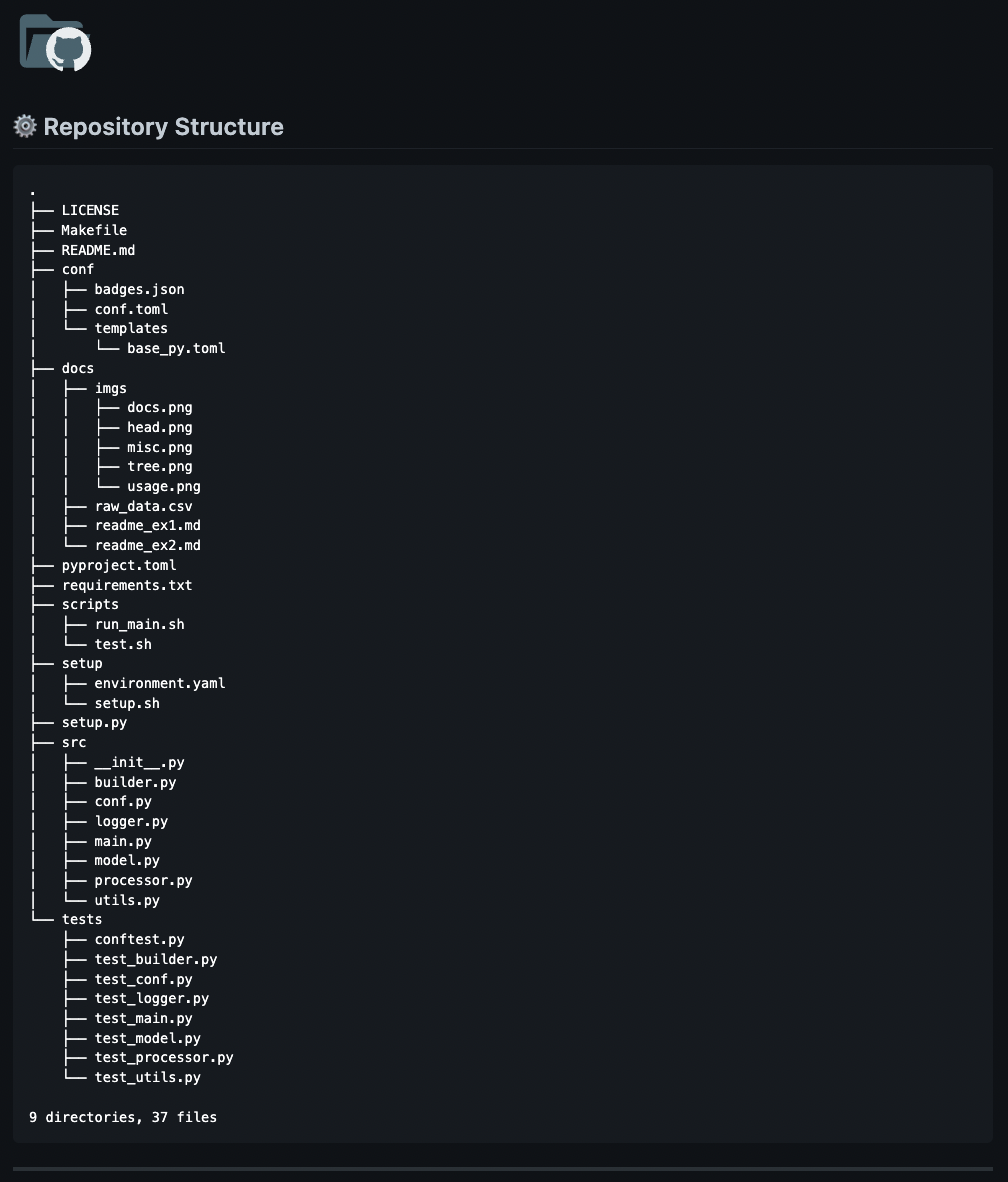 ⚙️ Repository Structure
.
├── LICENSE
├── Makefile
├── README.md
├── conf
│   ├── badges.json
│   ├── conf.toml
│   └── templates
│       └── base_py.toml
├── docs
│   ├── imgs
│   │   ├── docs.png
│   │   ├── head.png
│   │   ├── misc.png
│   │   ├── tree.png
│   │   └── usage.png
│   ├── raw_data.csv
│   ├── readme_ex1.md
│   └── readme_ex2.md
├── pyproject.toml
├── requirements.txt
├── scripts
│   ├── run_main.sh
│   └── test.sh
├── setup
│   ├── environment.yaml
│   └── setup.sh
├── setup.py
├── src
│   ├── __init__.py
│   ├── builder.py
│   ├── conf.py
│   ├── logger.py
│   ├── main.py
│   ├── model.py
│   ├── processor.py
│   └── utils.py
└── tests
    ├── conftest.py
    ├── test_builder.py
    ├── test_conf.py
    ├── test_logger.py
    ├── test_main.py
    ├── test_model.py
    ├── test_processor.py
    └── test_utils.py

9 directories, 37 files